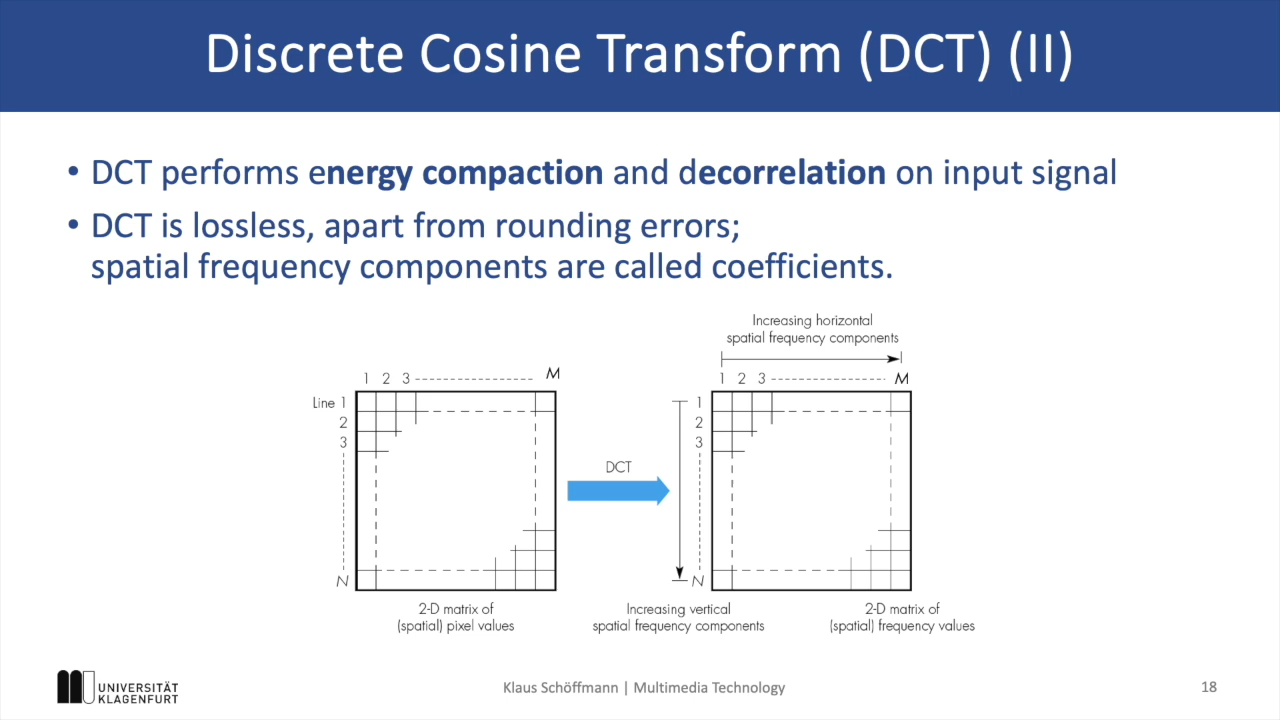 Discrete Cosine Transform (DCT) (II)
• DCT performs energy compaction and decorrelation on input signal
• DCT is lossless, apart from rounding errors;
spatial frequency components are called coefficients.
Increasing horizontal
spatial frequency components
1 2 3 M
Line 1
2
3
N
2-D matrix of
(spatial) pixel values
DCT
1 2 3 M
1
2
3
N
Increasing vertical
spatial frequency components
2-D matrix of
(spatial) frequency values
UNIVERSITÄT
KLAGENFURT
Klaus Schöffmann | Multimedia Technology
18